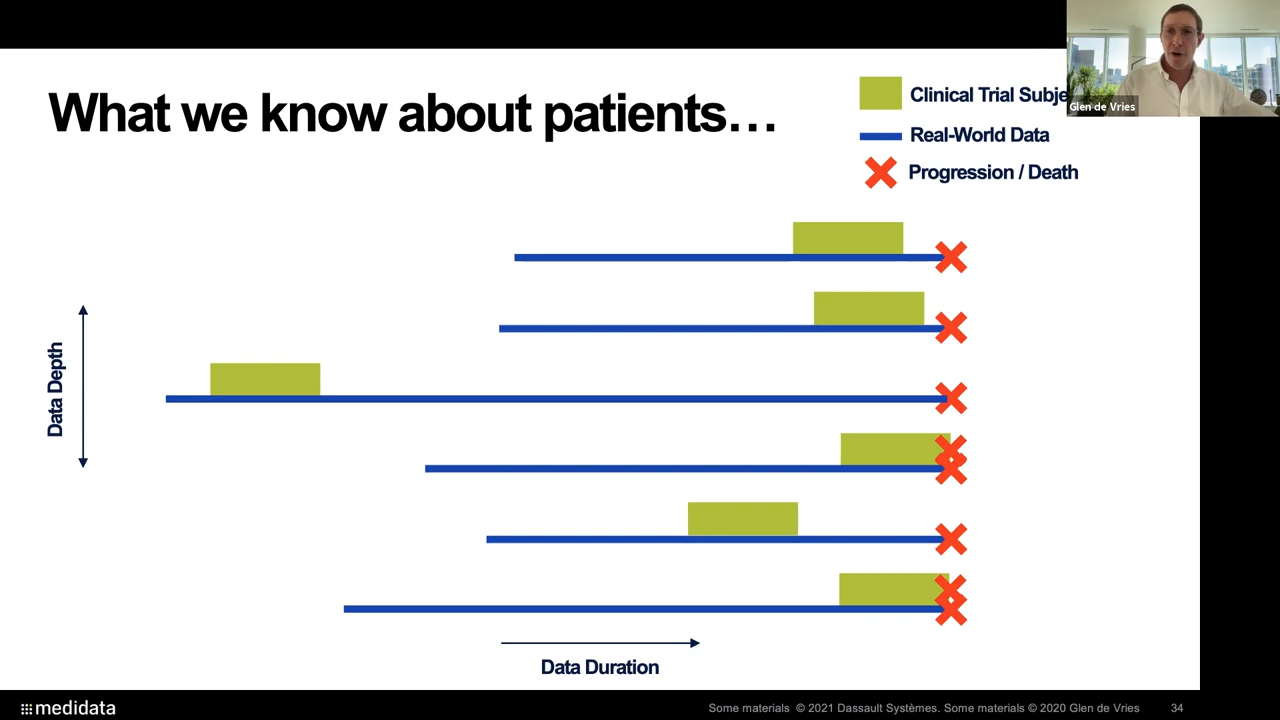 What we know about patients…
Clinical Trial Subje
Glen de Vries
Real-World Data
Progression / Death
Data Depth
Data Duration
medidata
Some materials © 2021 Dassault Systèmes. Some materials © 2020 Glen de Vries
34